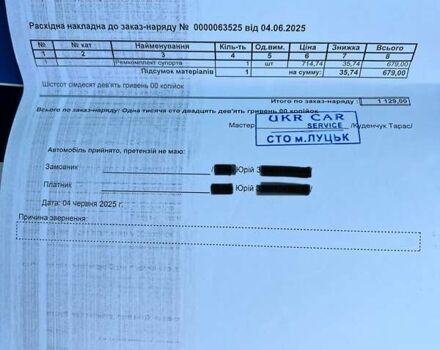 Расхідна накладна до заказ-наряду № 0000063525 від 04.06.2025
№ № кат Найменування Кіль-ть Од.вим. Ціна Знижка Всього
1 2 3 4 5 6 7 8
1 Ремкомплект супорта 1 шт 714,74 35,74 679,00
Підсумок матеріалів 1 на сумму: 35,74 679,00
Шістсот сімдесят дев'ять гривень 00 копійок
Итого по заказ-наряду : 1 129,00
Всього по заказ-наряду: Одна тисяча сто двадцять дев'ять гривень 00 копійок
UKR CAR
Мастер SERVICE /Куденчук Тарас/
СТО м.ЛУЦЬК
Автомобіль прийнято, претензій не маю:
Замовник / Юрій З
Платник / Юрій З /
Дата: 04 червня 2025 г.
Причина звернення: